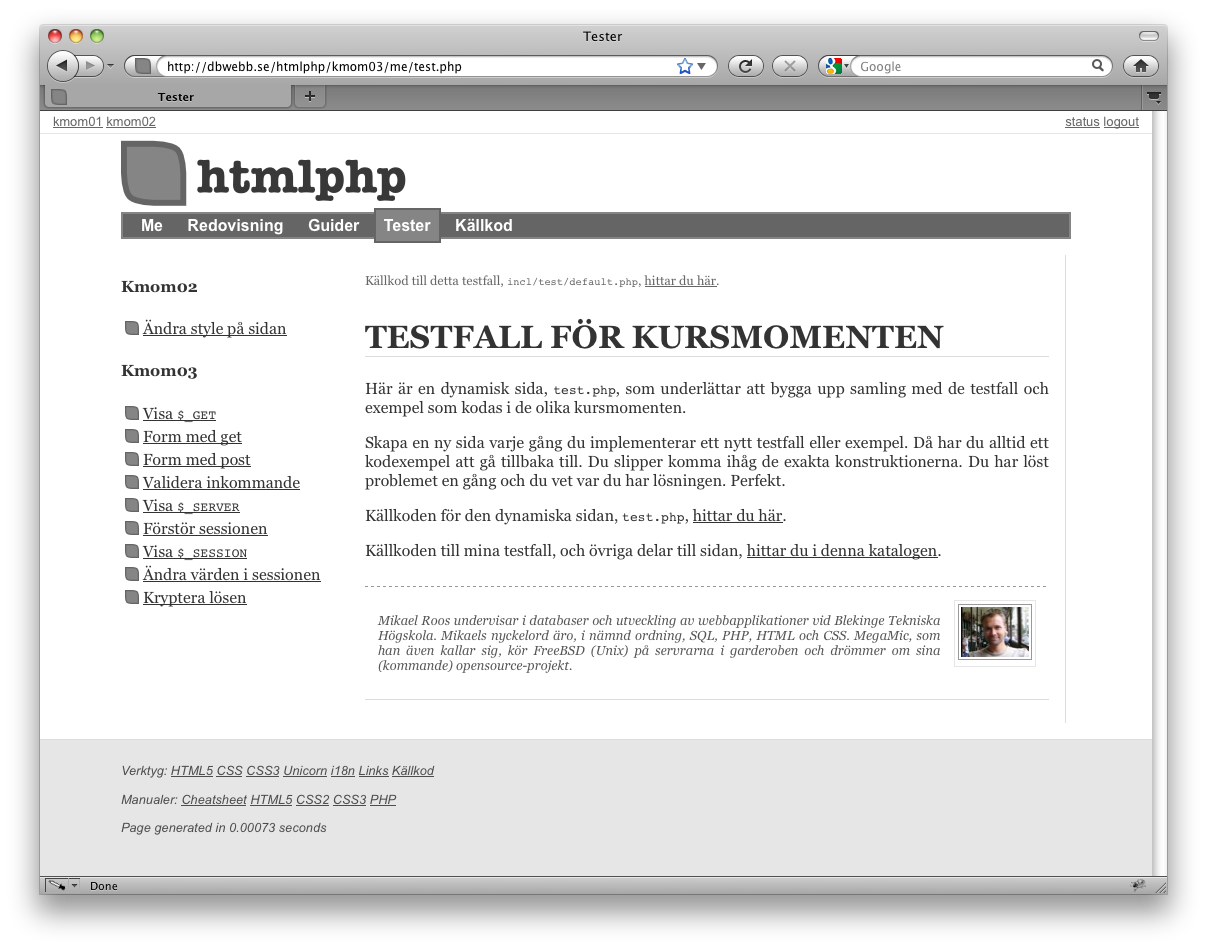 Tester
http://dbwebb.se/htmlphp/kmom03/me/test.php
Google
Tester
kmom01 kmom02
status logout
htmlphp
Me Redovisning Guider Tester Källkod
Kmom02
Ändra style på sidan
Kmom03
Visa $_GET
Form med get
Form med post
Validera inkommande
Visa $_SERVER
Förstör sessionen
Visa $_SESSION
Ändra värden i sessionen
Kryptera lösen
Källkod till detta testfall, incl/test/default.php, hittar du här.
TESTFALL FÖR KURSMOMENTEN
Här är en dynamisk sida, test.php, som underlättar att bygga upp samling med de testfall och
exempel som kodas i de olika kursmomenten.
Skapa en ny sida varje gång du implementerar ett nytt testfall eller exempel. Då har du alltid ett
kodexempel att gå tillbaka till. Du slipper komma ihåg de exakta konstruktionerna. Du har löst
problemet en gång och du vet var du har lösningen. Perfekt.
Källkoden för den dynamiska sidan, test.php, hittar du här.
Källkoden till mina testfall, och övriga delar till sidan, hittar du i denna katalogen.
Mikael Roos undervisar i databaser och utveckling av webbapplikationer vid Blekinge Tekniska
Högskola. Mikaels nyckelord äro, i nämnd ordning, SQL, PHP, HTML och CSS. MegaMic, som
han även kallar sig, kör FreeBSD (Unix) på servrarna i garderoben och drömmer om sina
(kommande) opensource-projekt.
Verktyg: HTML5 CSS CSS3 Unicorn i18n Links Källkod
Manualer: Cheatsheet HTML5 CSS2 CSS3 PHP
Page generated in 0.00073 seconds
Done